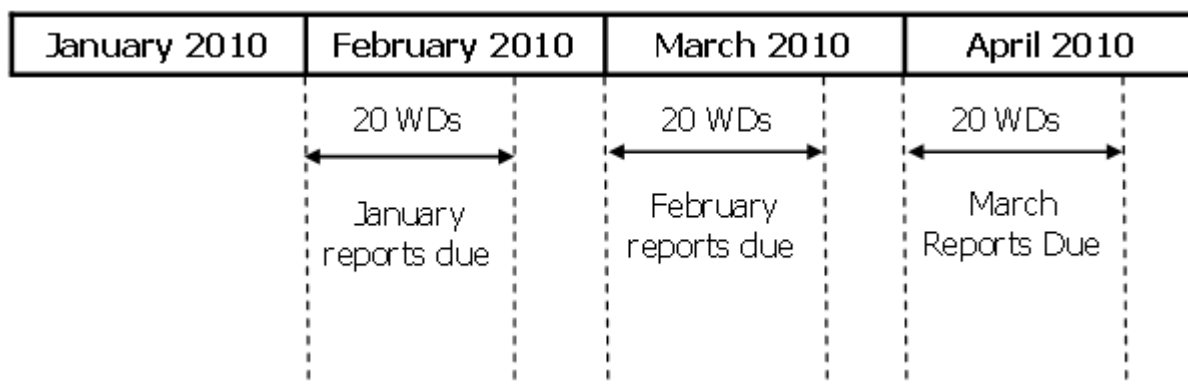 January 2010 February 2010 March 2010 April 2010
20 WDs 20 WDs 20 WDs
January
reports due
February
reports due
March
Reports Due